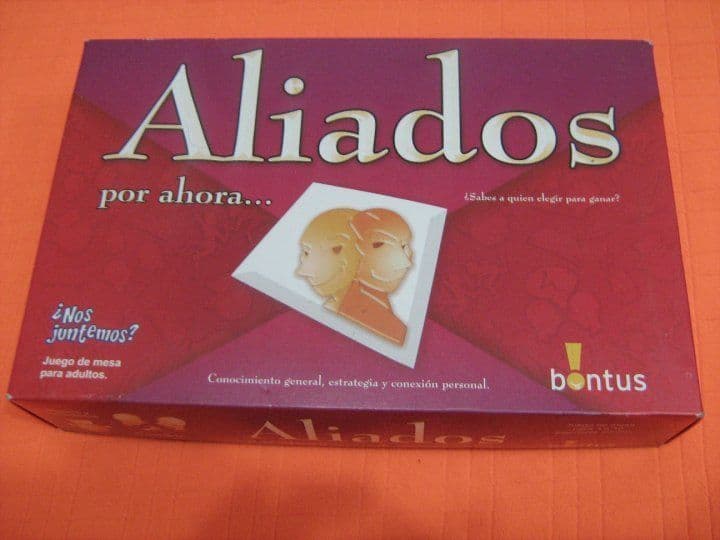 Aliados
por ahora...
¿Sabes a quien elegir para ganar?
¿Nos
juntemos?
Juego de mesa
para adultos.
Conocimiento general, estrategia y conexión personal.
bontus
Aliados